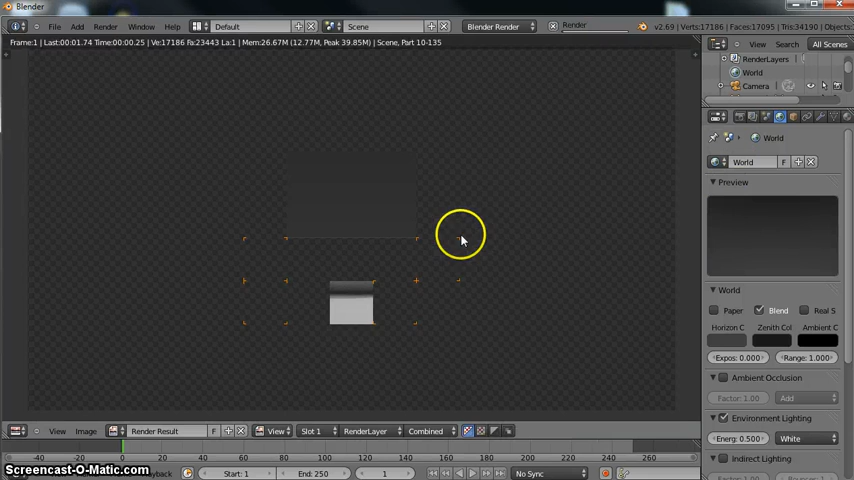 Blender
File Add Render Window Help Default Scene Blender Render Render v2.69 | Verts:17186 | Faces:17095 | Tris:34190 |
Frame:1 | Last:00:01.74 Time:00:00.25 | Ve:17186 Fa:23443 La:1 | Mem:26.67M (12.77M, Peak 39.85M) | Scene, Part 10-135
View Search All Scenes
RenderLayers
World
Camera
World
World F
Preview
World
Paper Blend Real S
Horizon C Zenith Col Ambient C
Expos: 0.000 Range: 1.000
Ambient Occlusion
Factor: 1.00 Add
Environment Lighting
Energ: 0.500 White
Indirect Lighting
View Image Render Result F View Slot 1 RenderLayer Combined
-40 -20 0 20 40 60 80 100 120 140 160 180 200 220 240 260
Playback Start: 1 End: 250 1 No Sync
Screencast-O-Matic.com